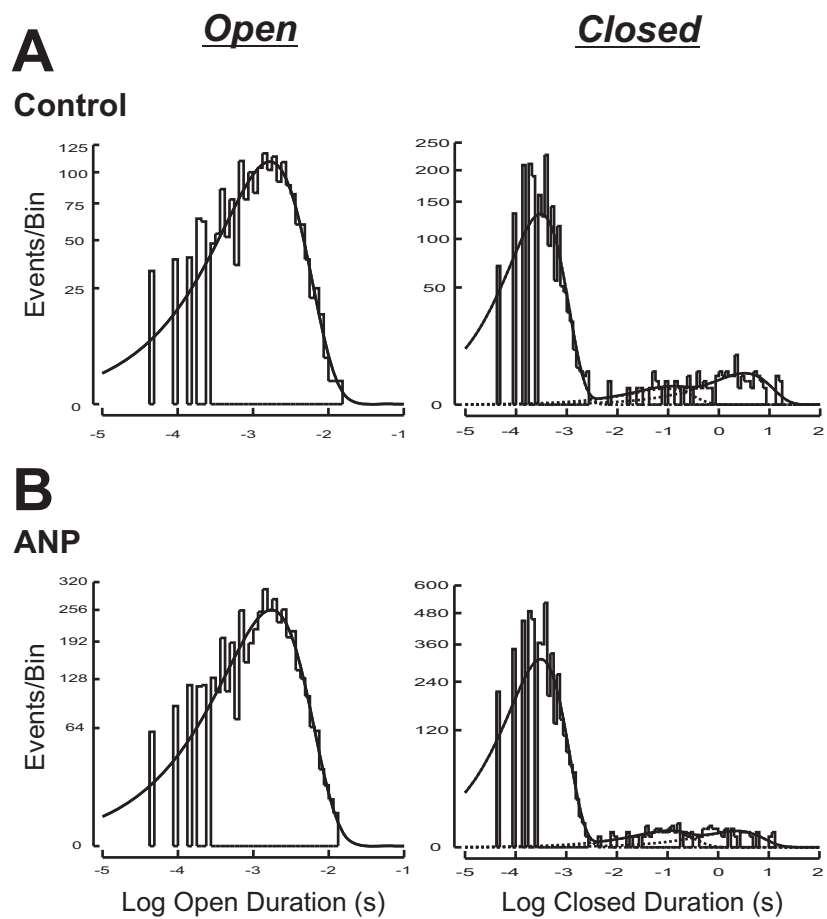 Open Closed
A
Control
Events/Bin
125
100
75
50
25
0
-5 -4 -3 -2 -1
250
200
150
100
50
0
-5 -4 -3 -2 -1 0 1 2
B
ANP
Events/Bin
320
256
192
128
64
0
-5 -4 -3 -2 -1
Log Open Duration (s)
600
480
360
240
120
0
-5 -4 -3 -2 -1 0 1 2
Log Closed Duration (s)